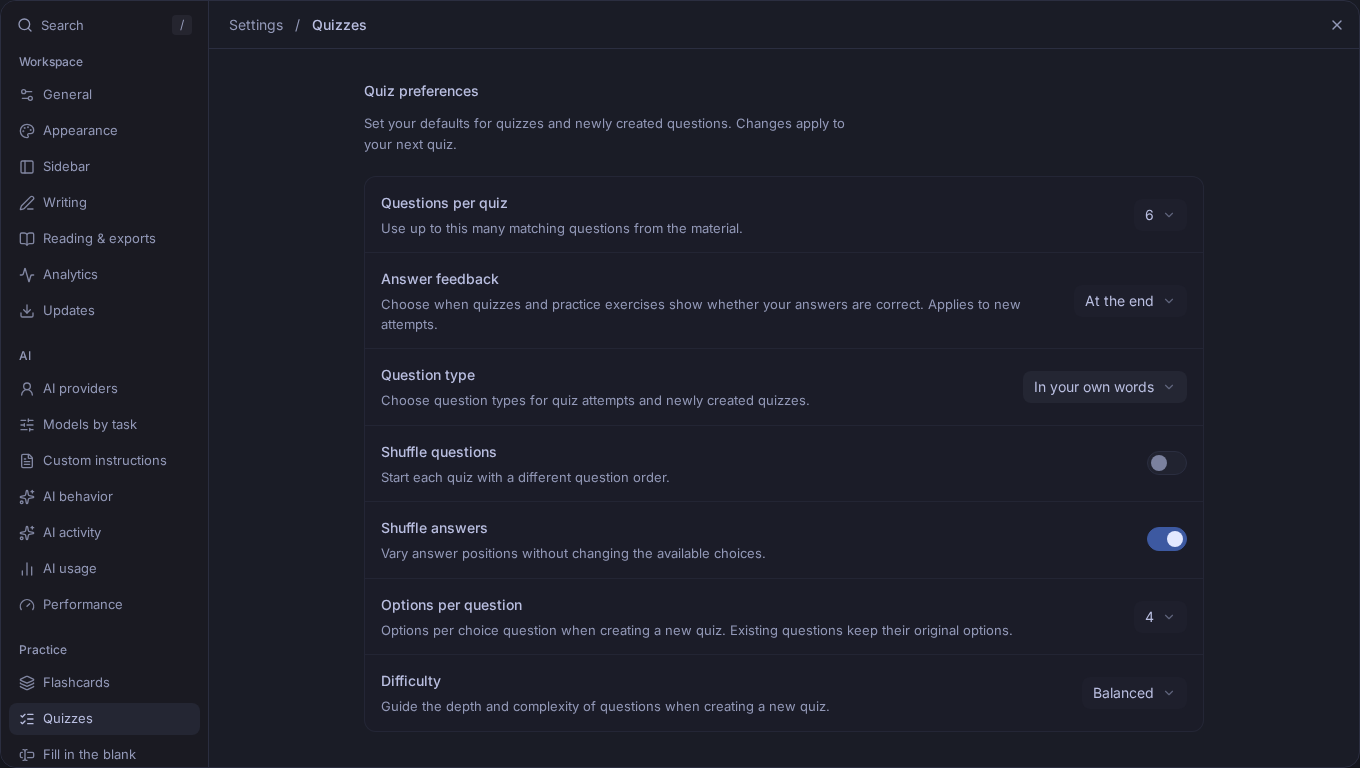 Search /
Workspace
General
Appearance
Sidebar
Writing
Reading & exports
Analytics
Updates
AI
AI providers
Models by task
Custom instructions
AI behavior
AI activity
AI usage
Performance
Practice
Flashcards
Quizzes
Fill in the blank
Settings / Quizzes
Quiz preferences
Set your defaults for quizzes and newly created questions. Changes apply to
your next quiz.
Questions per quiz
Use up to this many matching questions from the material.
6
Answer feedback
Choose when quizzes and practice exercises show whether your answers are correct. Applies to new
attempts.
At the end
Question type
Choose question types for quiz attempts and newly created quizzes.
In your own words
Shuffle questions
Start each quiz with a different question order.
Shuffle answers
Vary answer positions without changing the available choices.
Options per question
Options per choice question when creating a new quiz. Existing questions keep their original options.
4
Difficulty
Guide the depth and complexity of questions when creating a new quiz.
Balanced